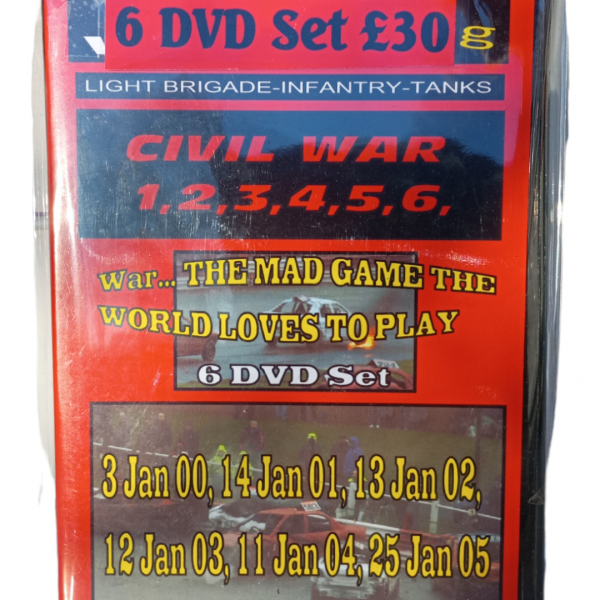 6 DVD Set £30 g
LIGHT BRIGADE-INFANTRY-TANKS
CIVIL WAR
1,2,3,4,5,6,
War... THE MAD GAME THE
WORLD LOVES TO PLAY
6 DVD Set
3 Jan 00, 14 Jan 01, 13 Jan 02,
12 Jan 03, 11 Jan 04, 25 Jan 05